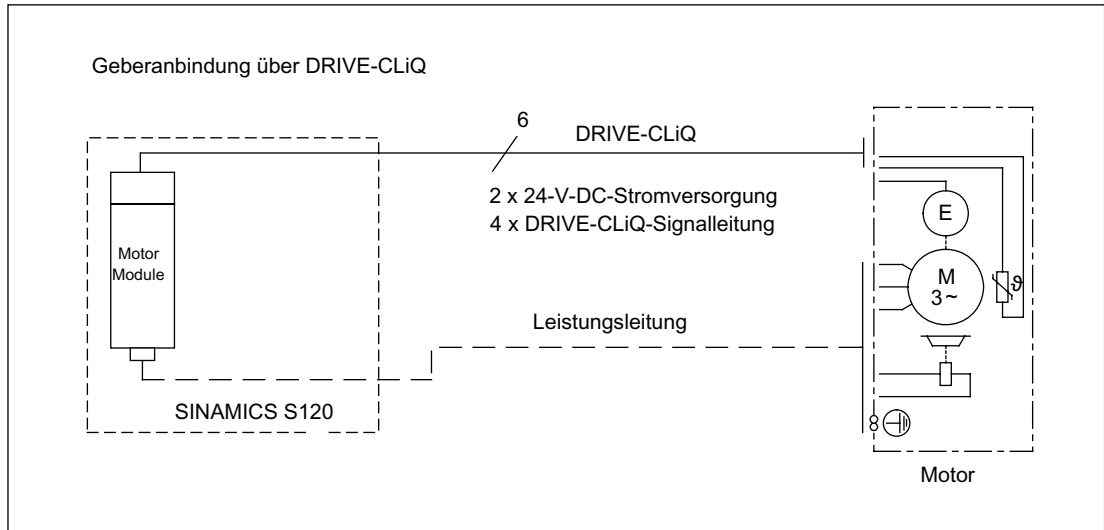 Geberanbindung über DRIVE-CLiQ
6
DRIVE-CLiQ
2 x 24-V-DC-Stromversorgung
4 x DRIVE-CLiQ-Signalleitung
E
Motor
Module
M
3~
ϑ
Leistungsleitung
SINAMICS S120
Motor